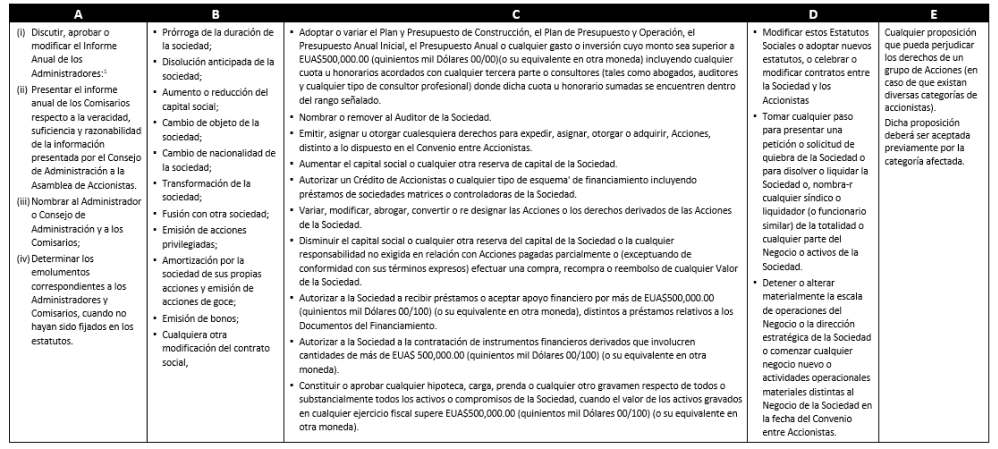 A
(i) Discutir, aprobar o
modificar el Informe
Anual de los
Administradores:¹
(ii) Presentar el informe
anual de los Comisarios
respecto a la veracidad,
suficiencia y razonabilidad
de la información
presentada por el Consejo
de Administración a la
Asamblea de Accionistas.
(iii) Nombrar al Administrador
o Consejo de
Administración y a los
Comisarios;
(iv) Determinar los
emolumentos
correspondientes a los
Administradores y
Comisarios, cuando no
hayan sido fijados en los
estatutos.
B
▪ Prórroga de la duración de
la sociedad;
▪ Disolución anticipada de la
sociedad;
▪ Aumento o reducción del
capital social;
▪ Cambio de objeto de la
sociedad;
▪ Cambio de nacionalidad de
la sociedad;
▪ Transformación de la
sociedad;
▪ Fusión con otra sociedad;
▪ Emisión de acciones
privilegiadas;
▪ Amortización por la
sociedad de sus propias
acciones y emisión de
acciones de goce;
▪ Emisión de bonos;
▪ Cualquiera otra
modificación del contrato
social,
C
▪ Adoptar o variar el Plan y Presupuesto de Construcción, el Plan de Presupuesto y Operación, el
Presupuesto Anual Inicial, el Presupuesto Anual o cualquier gasto o inversión cuyo monto sea superior a
EUA$500,000.00 (quinientos mil Dólares 00/00)(o su equivalente en otra moneda) incluyendo cualquier
cuota u honorarios acordados con cualquier tercera parte o consultores (tales como abogados, auditores
y cualquier tipo de consultor profesional) donde dicha cuota u honorario sumadas se encuentren dentro
del rango señalado.
▪ Nombrar o remover al Auditor de la Sociedad.
▪ Emitir, asignar u otorgar cualesquiera derechos para expedir, asignar, otorgar o adquirir, Acciones,
distinto a lo dispuesto en el Convenio entre Accionistas.
▪ Aumentar el capital social o cualquier otra reserva de capital de la Sociedad.
▪ Autorizar un Crédito de Accionistas o cualquier tipo de esquema' de financiamiento incluyendo
préstamos de sociedades matrices o controladoras de la Sociedad.
▪ Variar, modificar, abrogar, convertir o re designar las Acciones o los derechos derivados de las Acciones
de la Sociedad.
▪ Disminuir el capital social o cualquier otra reserva del capital de la Sociedad o la cualquier
responsabilidad no exigida en relación con Acciones pagadas parcialmente o (exceptuando de
conformidad con sus términos expresos) efectuar una compra, recompra o reembolso de cualquier Valor
de la Sociedad.
▪ Autorizar a la Sociedad a recibir préstamos o aceptar apoyo financiero por más de EUA$500,000.00
(quinientos mil Dólares 00/100) (o su equivalente en otra moneda), distintos a préstamos relativos a los
Documentos del Financiamiento.
▪ Autorizar a la Sociedad a la contratación de instrumentos financieros derivados que involucren
cantidades de más de EUA$ 500,000.00 (quinientos mil Dólares 00/100) (o su equivalente en otra
moneda).
▪ Constituir o aprobar cualquier hipoteca, carga, prenda o cualquier otro gravamen respecto de todos o
substancialmente todos los activos o compromisos de la Sociedad, cuando el valor de los activos gravados
en cualquier ejercicio fiscal supere EUA$500,000.00 (quinientos mil Dólares 00/100) (o su equivalente en
otra moneda).
D
▪ Modificar estos Estatutos
Sociales o adoptar nuevos
estatutos, o celebrar o
modificar contratos entre
la Sociedad y los
Accionistas
▪ Tomar cualquier paso
para presentar una
petición o solicitud de
quiebra de la Sociedad o
para disolver o liquidar la
Sociedad o, nombra-r
cualquier síndico o
liquidador (o funcionario
similar) de la totalidad o
cualquier parte del
Negocio o activos de la
Sociedad.
▪ Detener o alterar
materialmente la escala
de operaciones del
Negocio o la dirección
estratégica de la Sociedad
o comenzar cualquier
negocio nuevo o
actividades operacionales
materiales distintas al
Negocio de la Sociedad en
la fecha del Convenio
entre Accionistas.
E
Cualquier proposición
que pueda perjudicar
los derechos de un
grupo de Acciones (en
caso de que existan
diversas categorías de
accionistas).
Dicha proposición
deberá ser aceptada
previamente por la
categoría afectada.